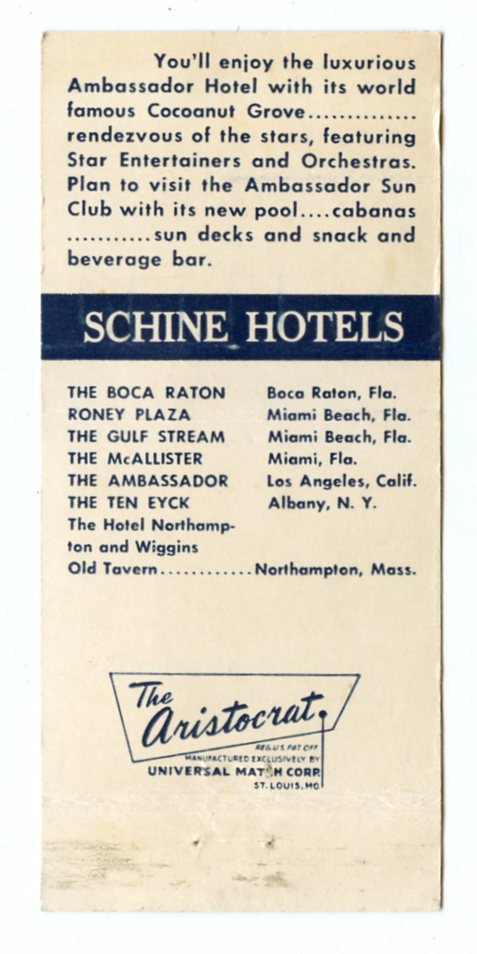 You'll enjoy the luxurious
Ambassador Hotel with its world
famous Cocoanut Grove..............
rendezvous of the stars, featuring
Star Entertainers and Orchestras.
Plan to visit the Ambassador Sun
Club with its new pool....cabanas
...........sun decks and snack and
beverage bar.
SCHINE HOTELS
THE BOCA RATON Boca Raton, Fla.
RONEY PLAZA Miami Beach, Fla.
THE GULF STREAM Miami Beach, Fla.
THE McALLISTER Miami, Fla.
THE AMBASSADOR Los Angeles, Calif.
THE TEN EYCK Albany, N. Y.
The Hotel Northamp-
ton and Wiggins
Old Tavern............Northampton, Mass.
The
Aristocrat
REG. U.S. PAT. OFF.
MANUFACTURED EXCLUSIVELY BY
UNIVERSAL MATCH CORP.
ST. LOUIS, MO.